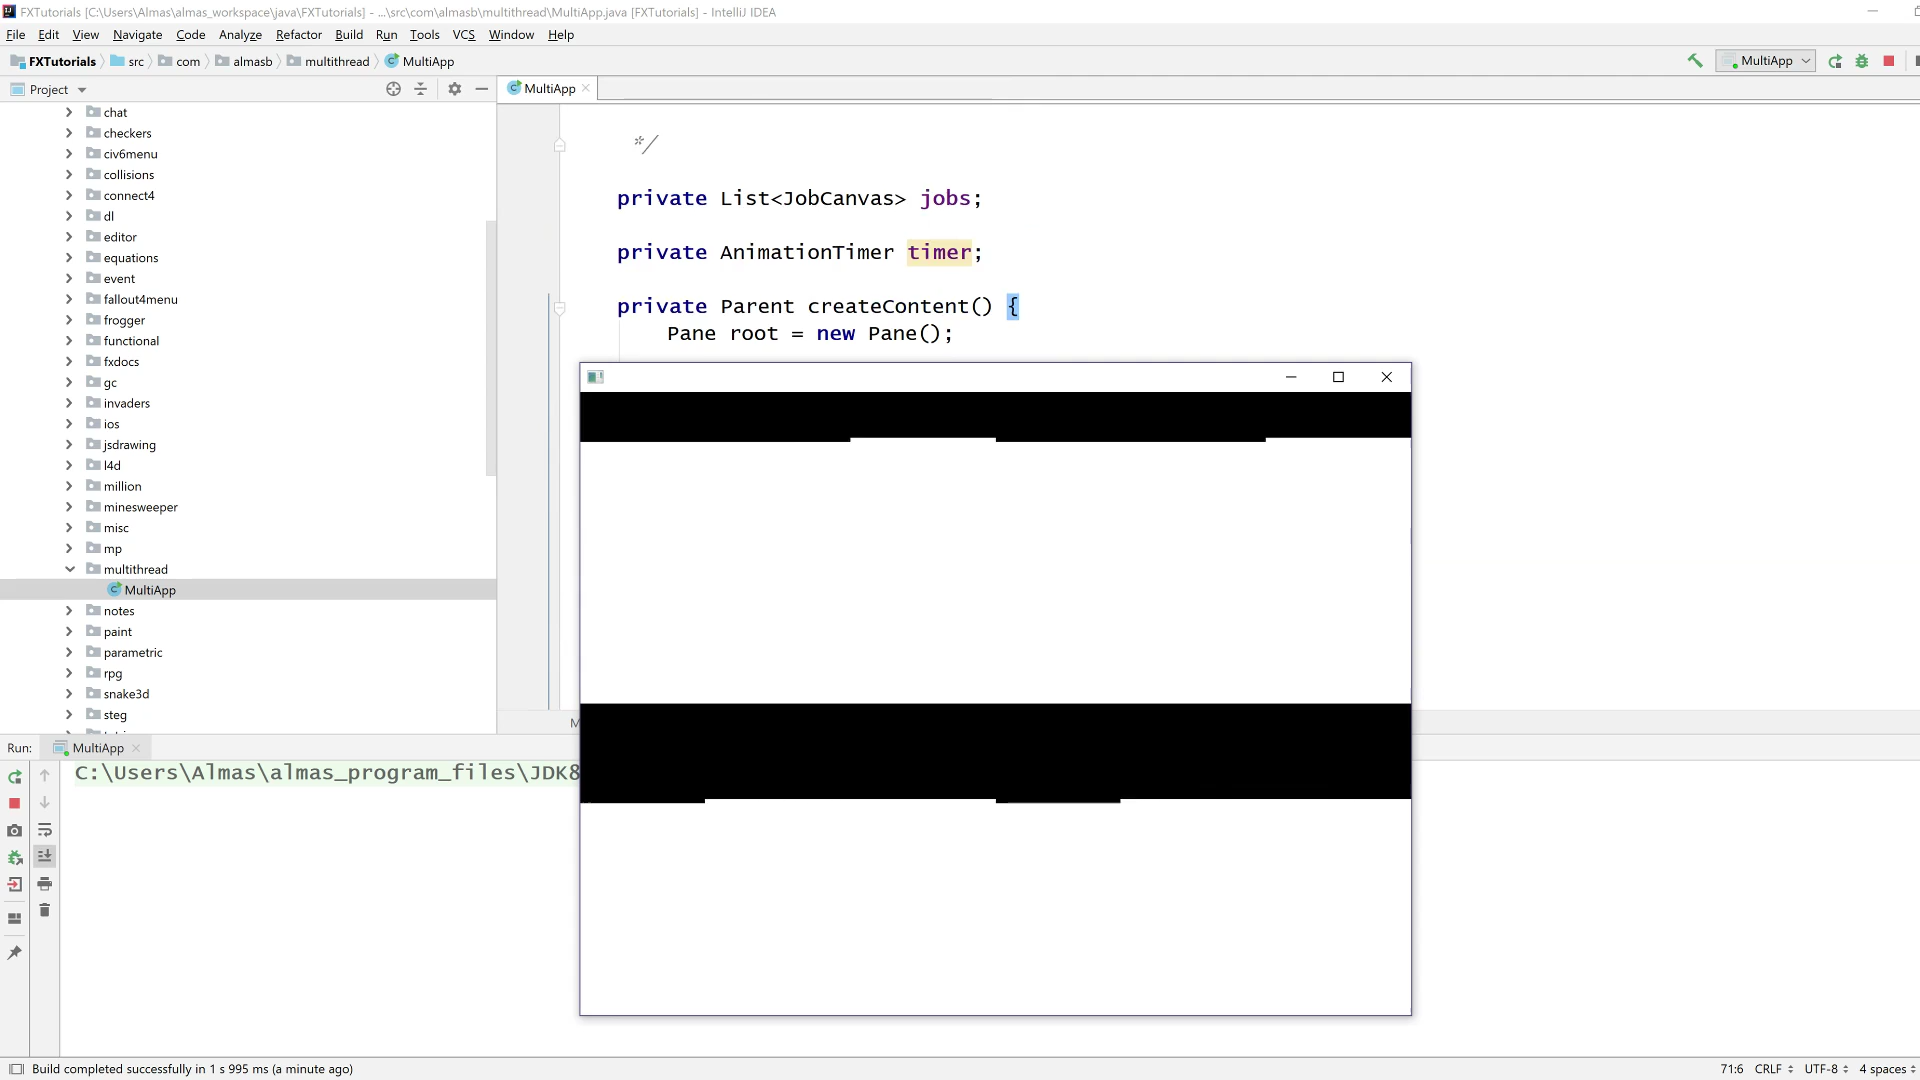 FXTutorials [C:\Users\Almas\almas_workspace\java\FXTutorials] - ...\src\com\almasb\multithread\MultiApp.java [FXTutorials] - IntelliJ IDEA
File Edit View Navigate Code Analyze Refactor Build Run Tools VCS Window Help
FXTutorials src com almasb multithread MultiApp MultiApp
Project MultiApp
chat
checkers
civ6menu
collisions
connect4
dl
editor
equations
event
fallout4menu
frogger
functional
fxdocs
gc
invaders
ios
jsdrawing
l4d
million
minesweeper
misc
mp
multithread
MultiApp
notes
paint
parametric
rpg
snake3d
steg
*/
private List<JobCanvas> jobs;
private AnimationTimer timer;
private Parent createContent() {
Pane root = new Pane();
M
Run: MultiApp
C:\Users\Almas\almas_program_files\JDK8
Build completed successfully in 1 s 995 ms (a minute ago) 71:6 CRLF UTF-8 4 spaces